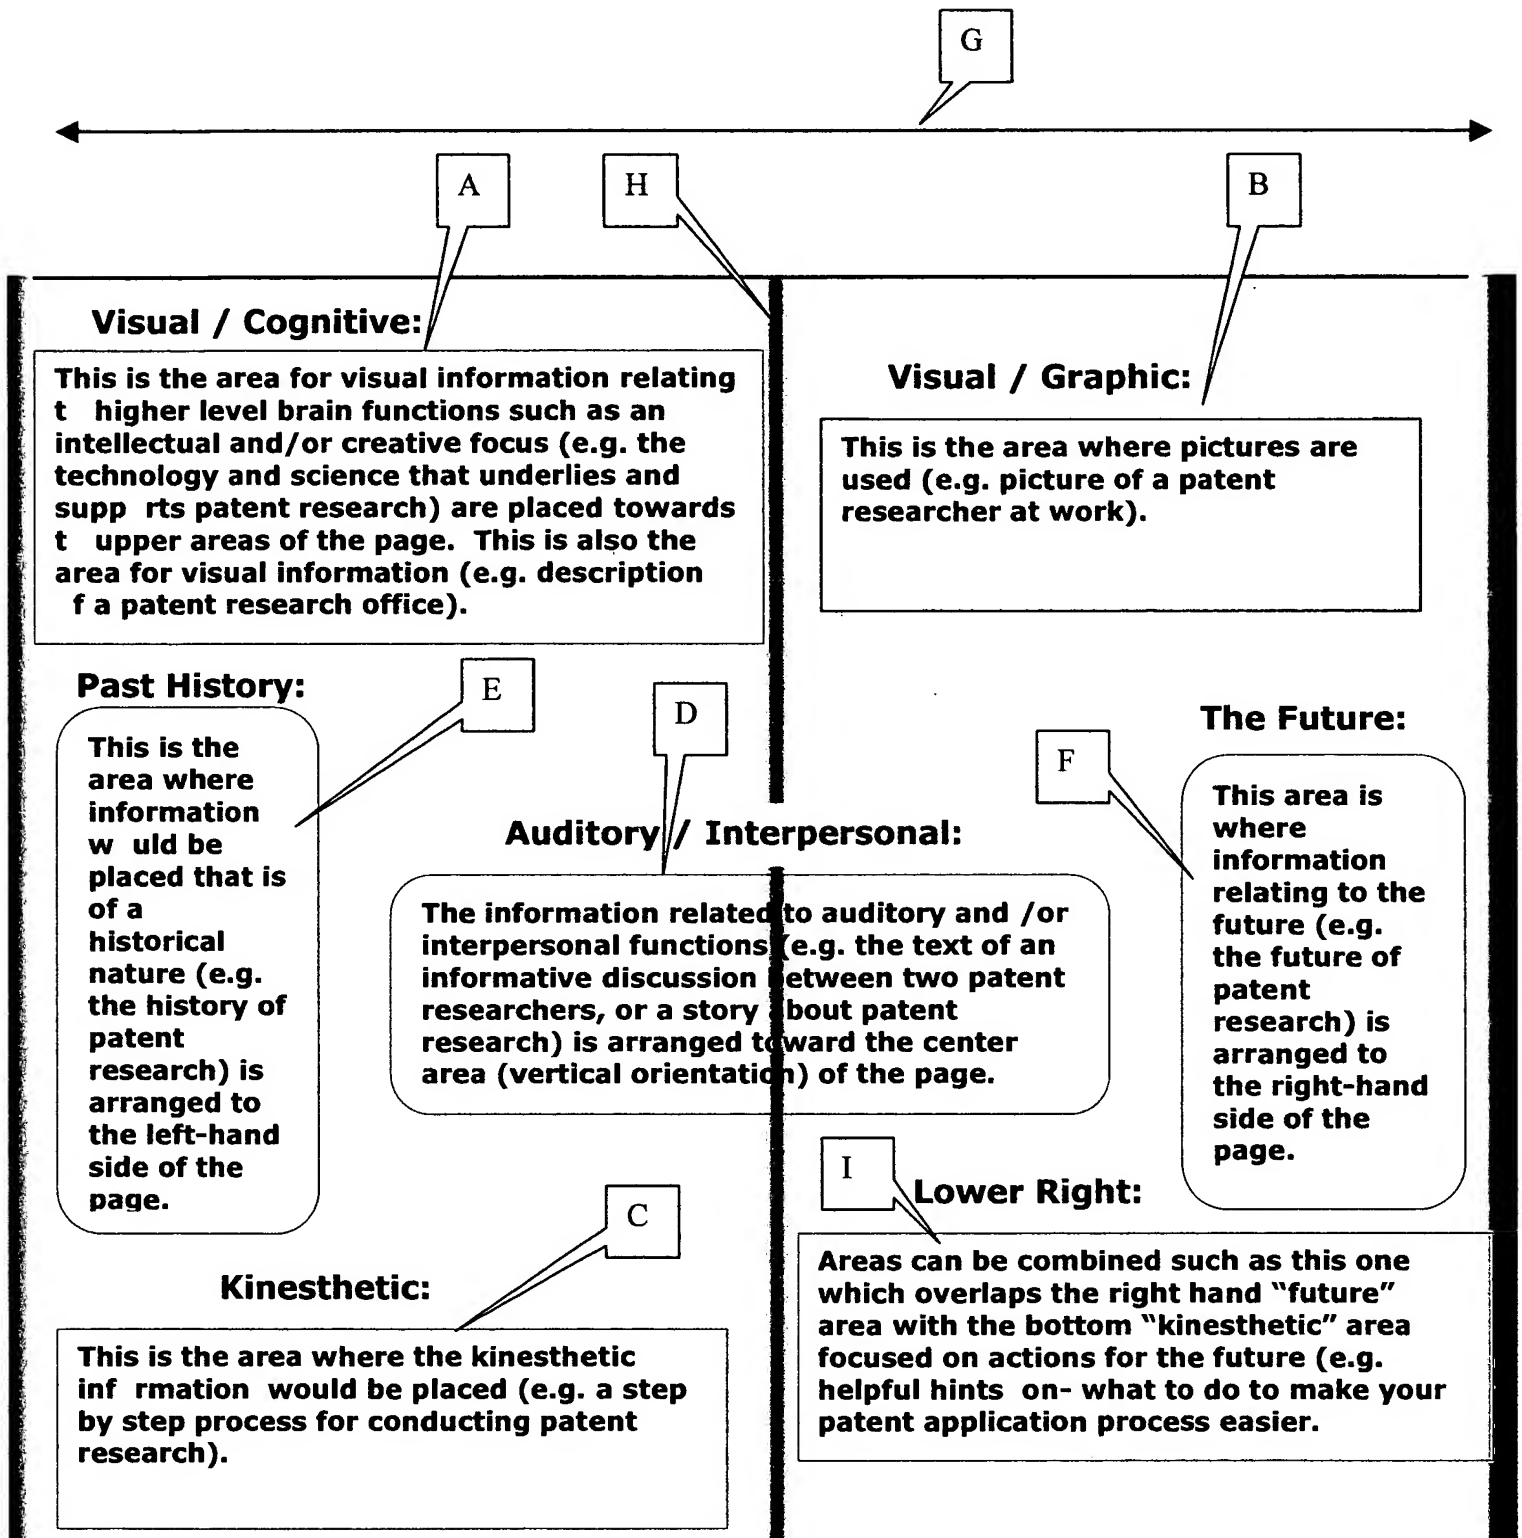 G
A
H
B
Visual / Cognitive:
This is the area for visual information relating
t higher level brain functions such as an
intellectual and/or creative focus (e.g. the
technology and science that underlies and
supp rts patent research) are placed towards
t upper areas of the page. This is also the
area for visual information (e.g. description
f a patent research office).
Visual / Graphic:
This is the area where pictures are
used (e.g. picture of a patent
researcher at work).
Past History:
E
This is the
area where
information
w uld be
placed that is
of a
historical
nature (e.g.
the history of
patent
research) is
arranged to
the left-hand
side of the
page.
D
Auditory / Interpersonal:
The information related to auditory and /or
interpersonal functions (e.g. the text of an
informative discussion between two patent
researchers, or a story about patent
research) is arranged toward the center
area (vertical orientation) of the page.
F
The Future:
This area is
where
information
relating to the
future (e.g.
the future of
patent
research) is
arranged to
the right-hand
side of the
page.
C
Kinesthetic:
This is the area where the kinesthetic
inf rmation would be placed (e.g. a step
by step process for conducting patent
research).
I
Lower Right:
Areas can be combined such as this one
which overlaps the right hand “future”
area with the bottom “kinesthetic” area
focused on actions for the future (e.g.
helpful hints on- what to do to make your
patent application process easier.